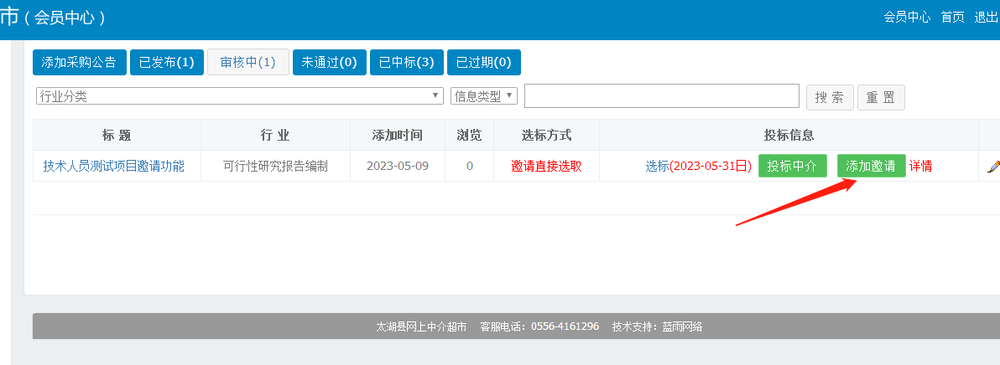 市（会员中心）
会员中心 首页 退出
添加采购公告 已发布(1) 审核中(1) 未通过(0) 已中标(3) 已过期(0)
行业分类 信息类型 搜 索 重 置
标 题 行 业 添加时间 浏览 选标方式 投标信息
技术人员测试项目邀请功能 可行性研究报告编制 2023-05-09 0 邀请直接选取 选标(2023-05-31日) 投标中介 添加邀请 详情
太湖县网上中介超市 客服电话：0556-4161296 技术支持：蓝雨网络